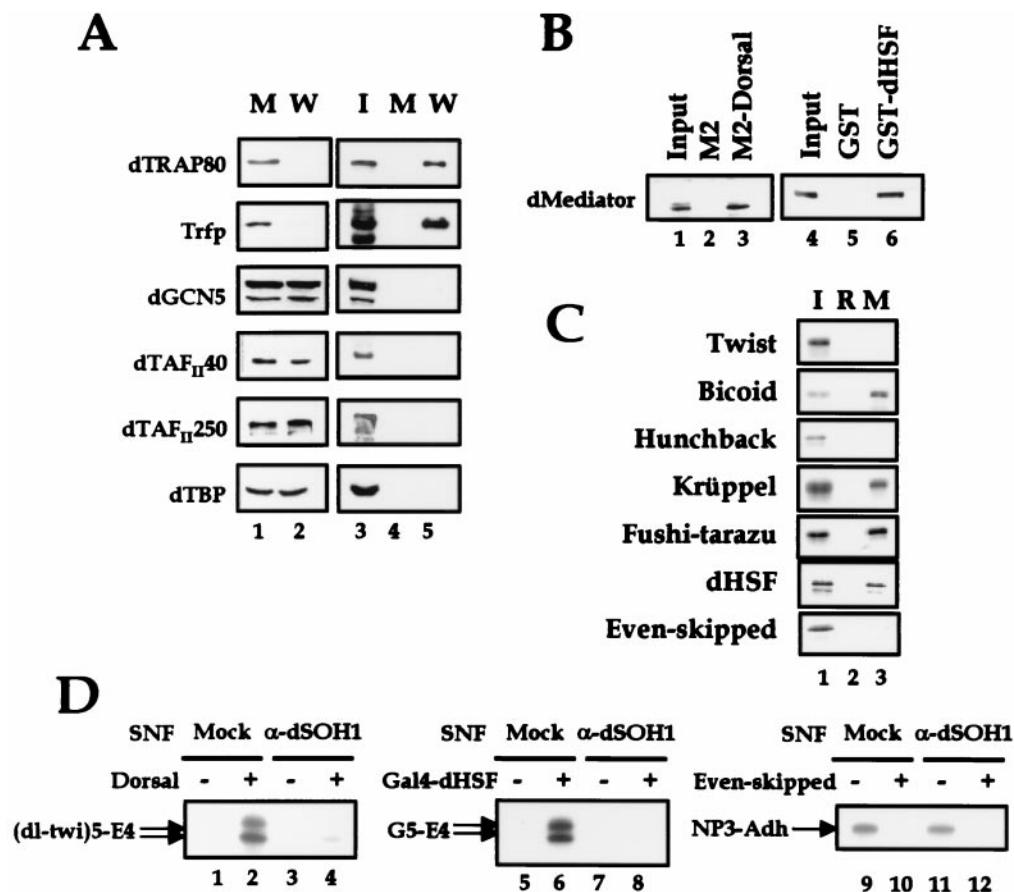 A
M W I M W
dTRAP80
Trfp
dGCN5
dTAFII40
dTAFII250
dTBP
1 2 3 4 5
B
Input M2 M2-Dorsal Input GST GST-dHSF
dMediator
1 2 3 4 5 6
C
I R M
Twist
Bicoid
Hunchback
Krüppel
Fushi-tarazu
dHSF
Even-skipped
1 2 3
D
SNF Mock α-dSOH1 SNF Mock α-dSOH1 SNF Mock α-dSOH1
Dorsal - + - + Gal4-dHSF - + - + Even-skipped - + - +
(dl-twi)5-E4 G5-E4 NP3-Adh
1 2 3 4 5 6 7 8 9 10 11 12